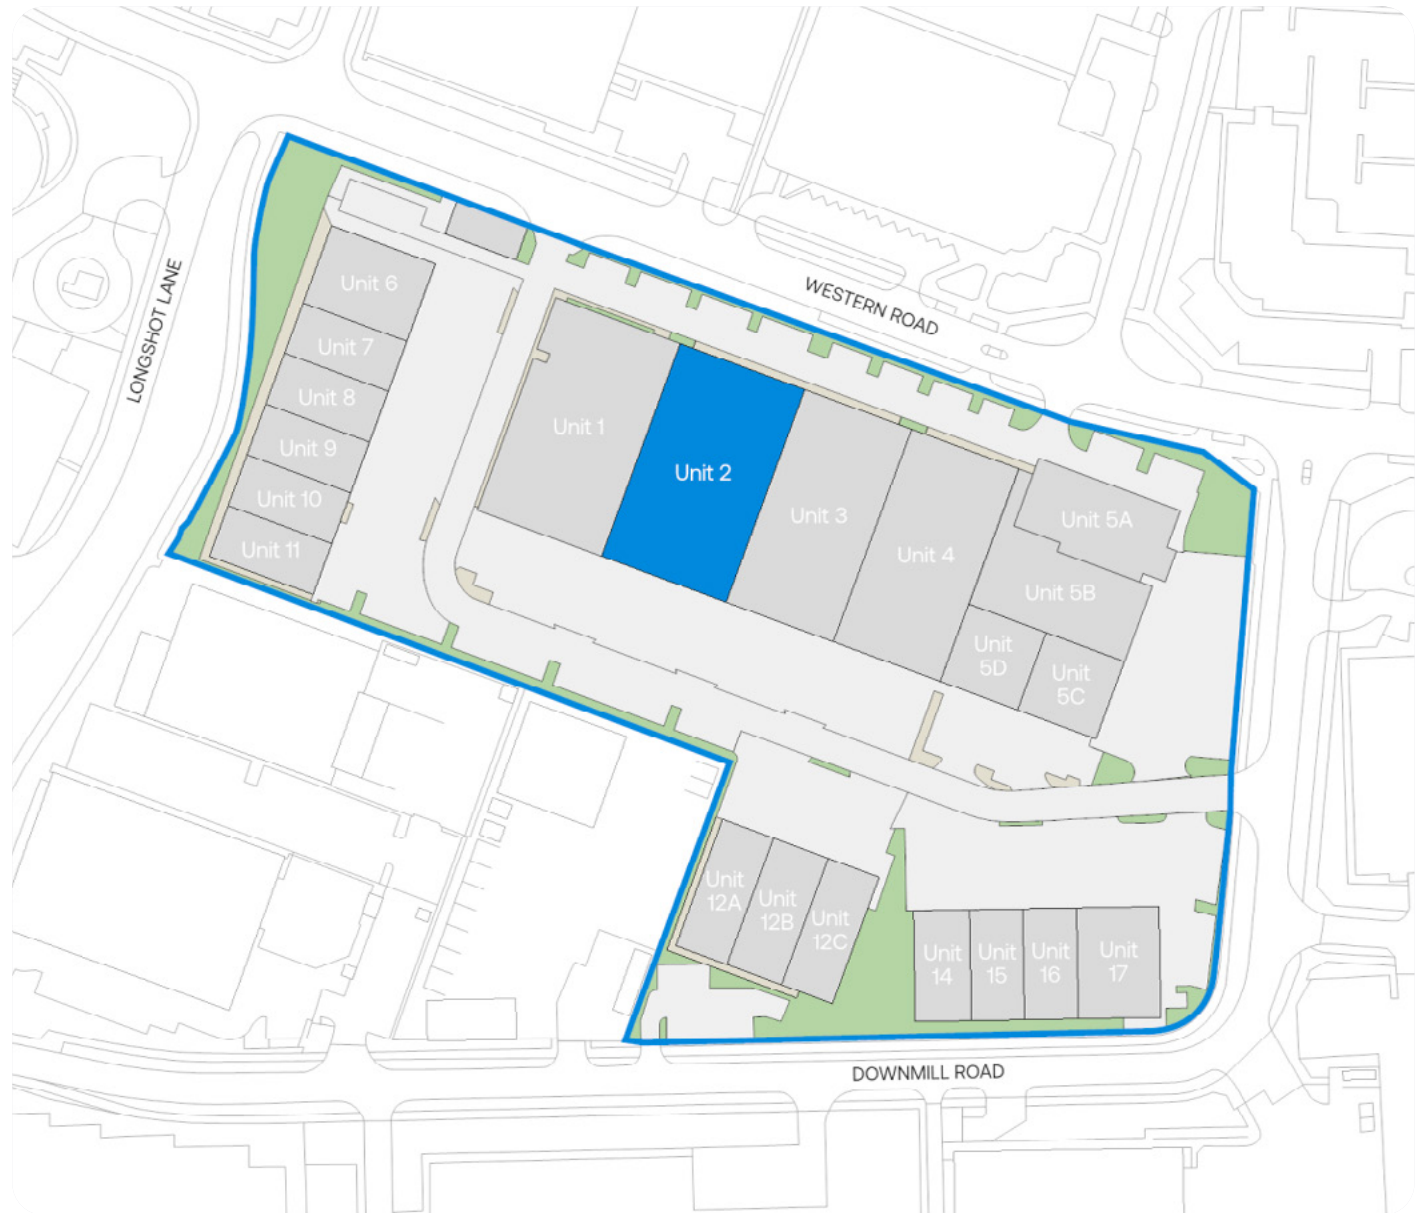 LONGSHOT LANE
WESTERN ROAD
Unit 6
Unit 7
Unit 8
Unit 9
Unit 10
Unit 11
Unit 1
Unit 2
Unit 3
Unit 4
Unit 5A
Unit 5B
Unit
5D
Unit
5C
Unit
12A
Unit
12B
Unit
12C
Unit
14
Unit
15
Unit
16
Unit
17
DOWNMILL ROAD